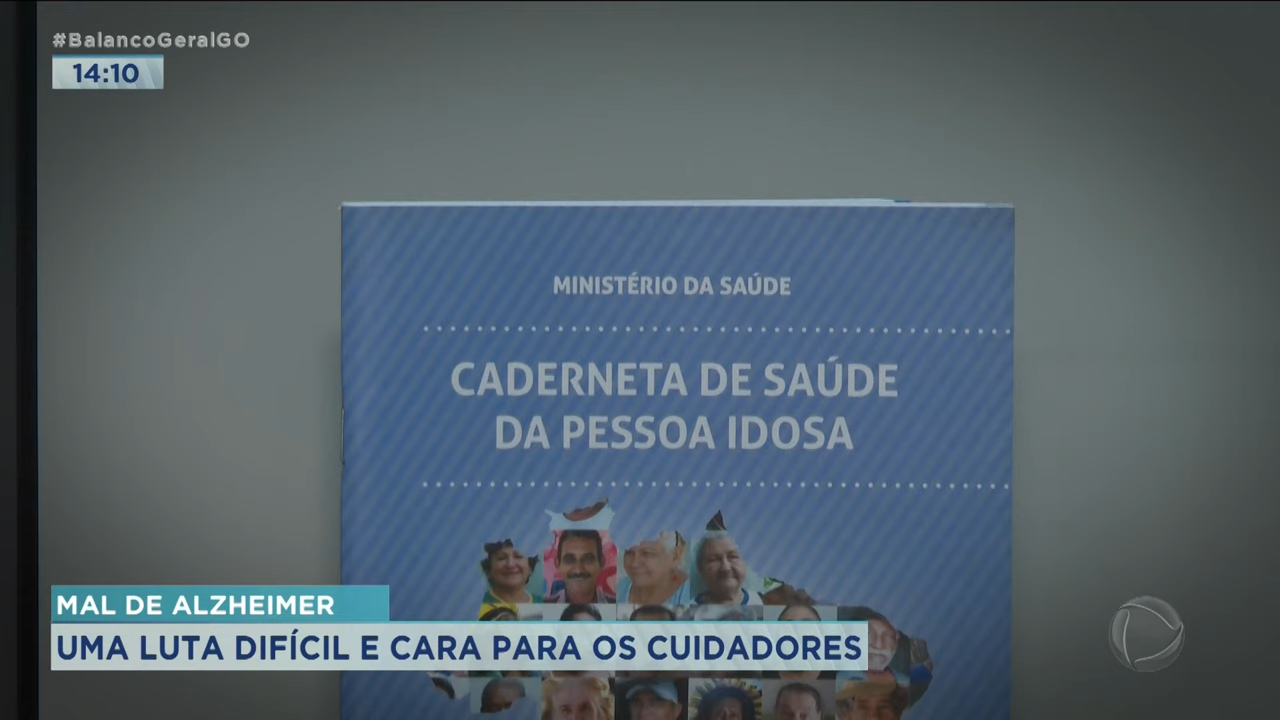 #BalancoGeralGO
14:10
MINISTÉRIO DA SAÚDE
CADERNETA DE SAÚDE
DA PESSOA IDOSA
MAL DE ALZHEIMER
UMA LUTA DIFÍCIL E CARA PARA OS CUIDADORES